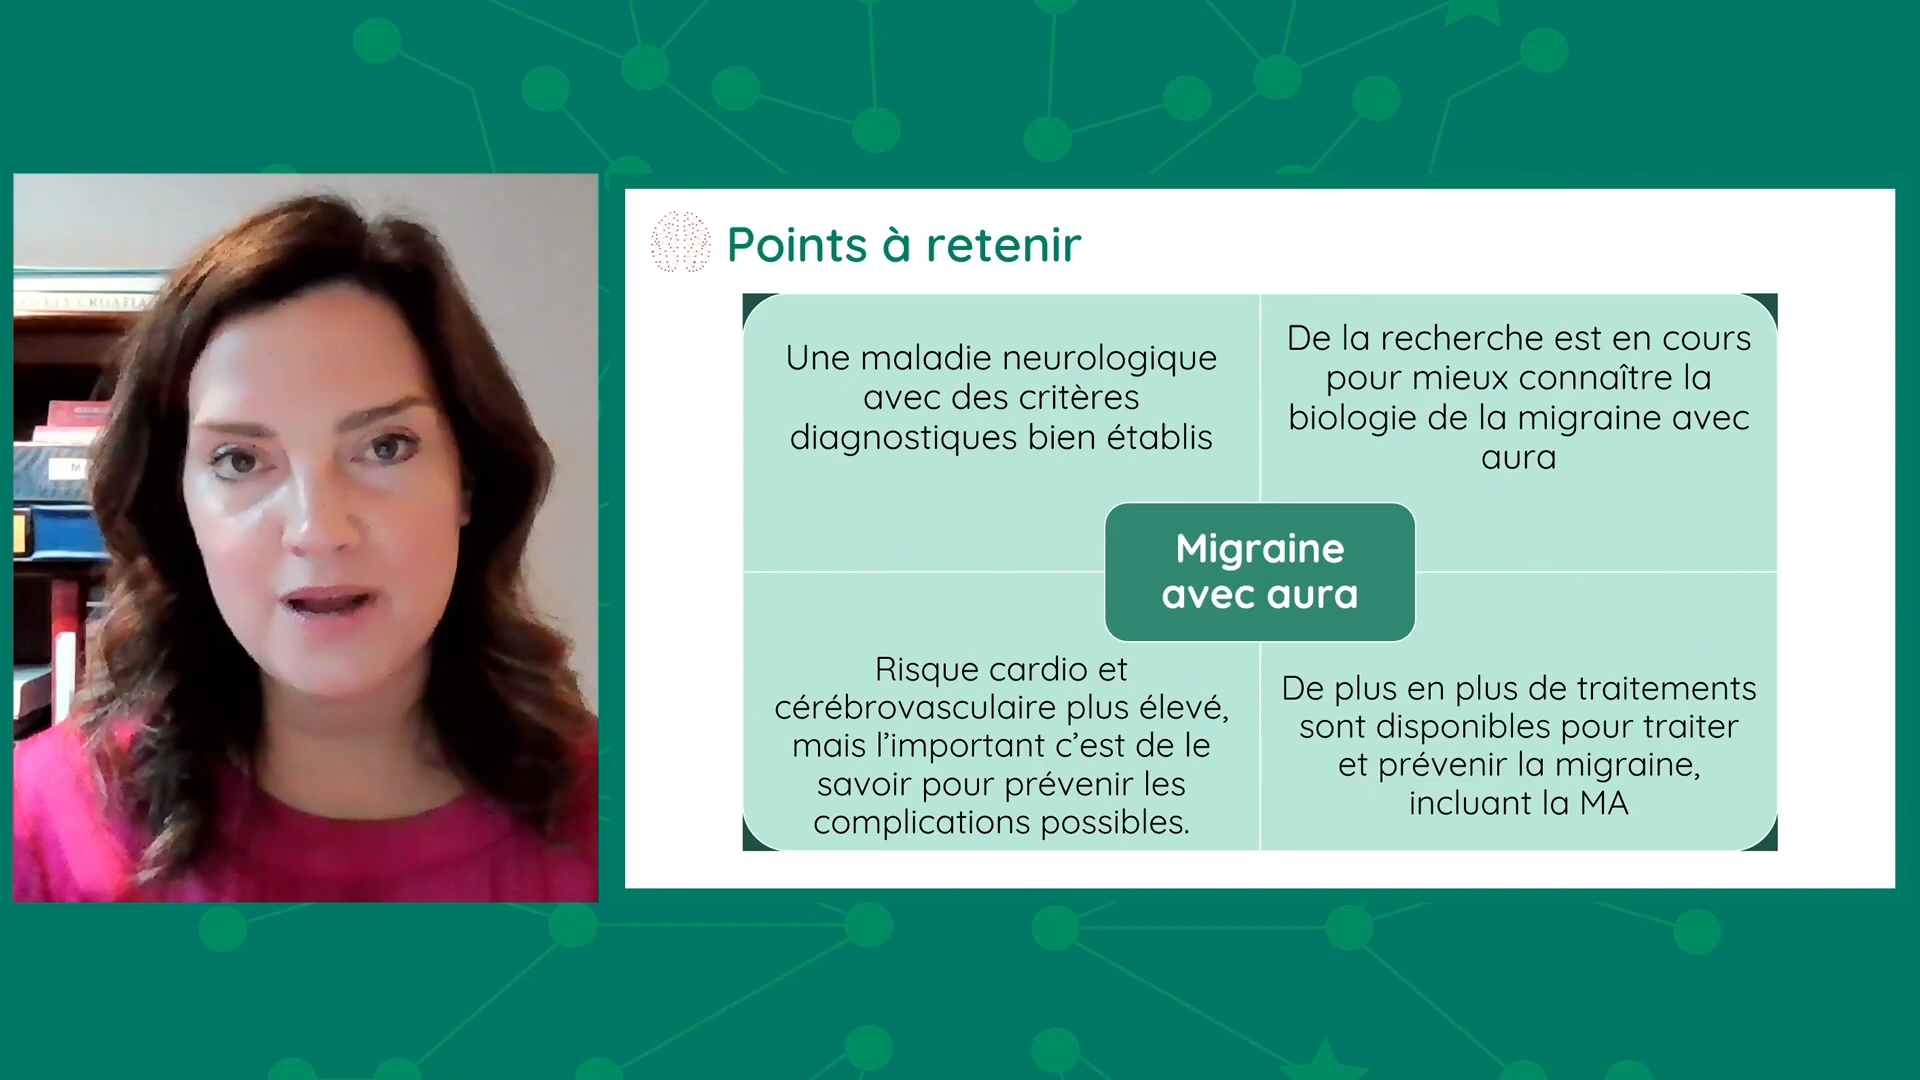 Points à retenir
Une maladie neurologique
avec des critères
diagnostiques bien établis
De la recherche est en cours
pour mieux connaître la
biologie de la migraine avec
aura
Migraine
avec aura
Risque cardio et
cérébrovasculaire plus élevé,
mais l’important c’est de le
savoir pour prévenir les
complications possibles.
De plus en plus de traitements
sont disponibles pour traiter
et prévenir la migraine,
incluant la MA